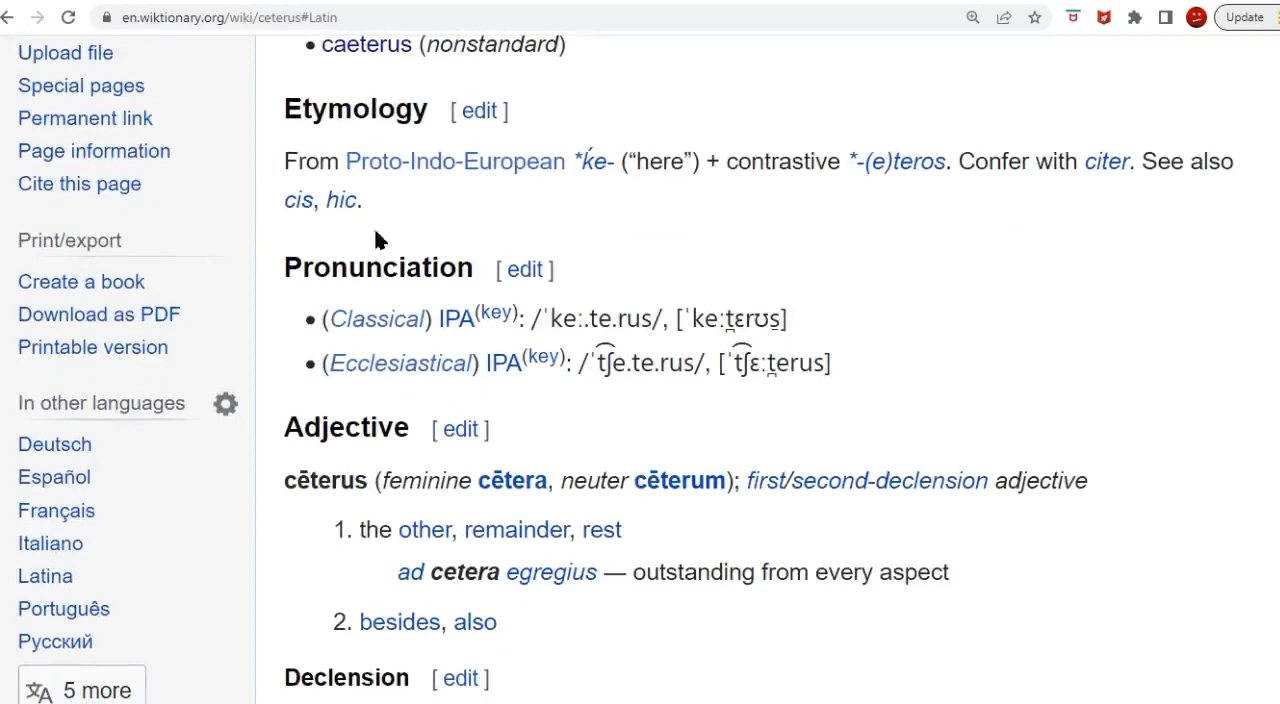 en.wiktionary.org/wiki/ceterus#Latin
Update
Upload file
Special pages
Permanent link
Page information
Cite this page
Print/export
Create a book
Download as PDF
Printable version
In other languages
Deutsch
Español
Français
Italiano
Latina
Português
Русский
5 more
• caeterus (nonstandard)
Etymology [ edit ]
From Proto-Indo-European *ḱe- (“here”) + contrastive *-(e)teros. Confer with citer. See also
cis, hic.
Pronunciation [ edit ]
• (Classical) IPA(key): /ˈkeː.te.rus/, [ˈkeːt̪ɛrʊs̠]
• (Ecclesiastical) IPA(key): /ˈt͡ʃe.te.rus/, [ˈt͡ʃɛːt̪erus]
Adjective [ edit ]
cēterus (feminine cētera, neuter cēterum); first/second-declension adjective
1. the other, remainder, rest
ad cetera egregius — outstanding from every aspect
2. besides, also
Declension [ edit ]